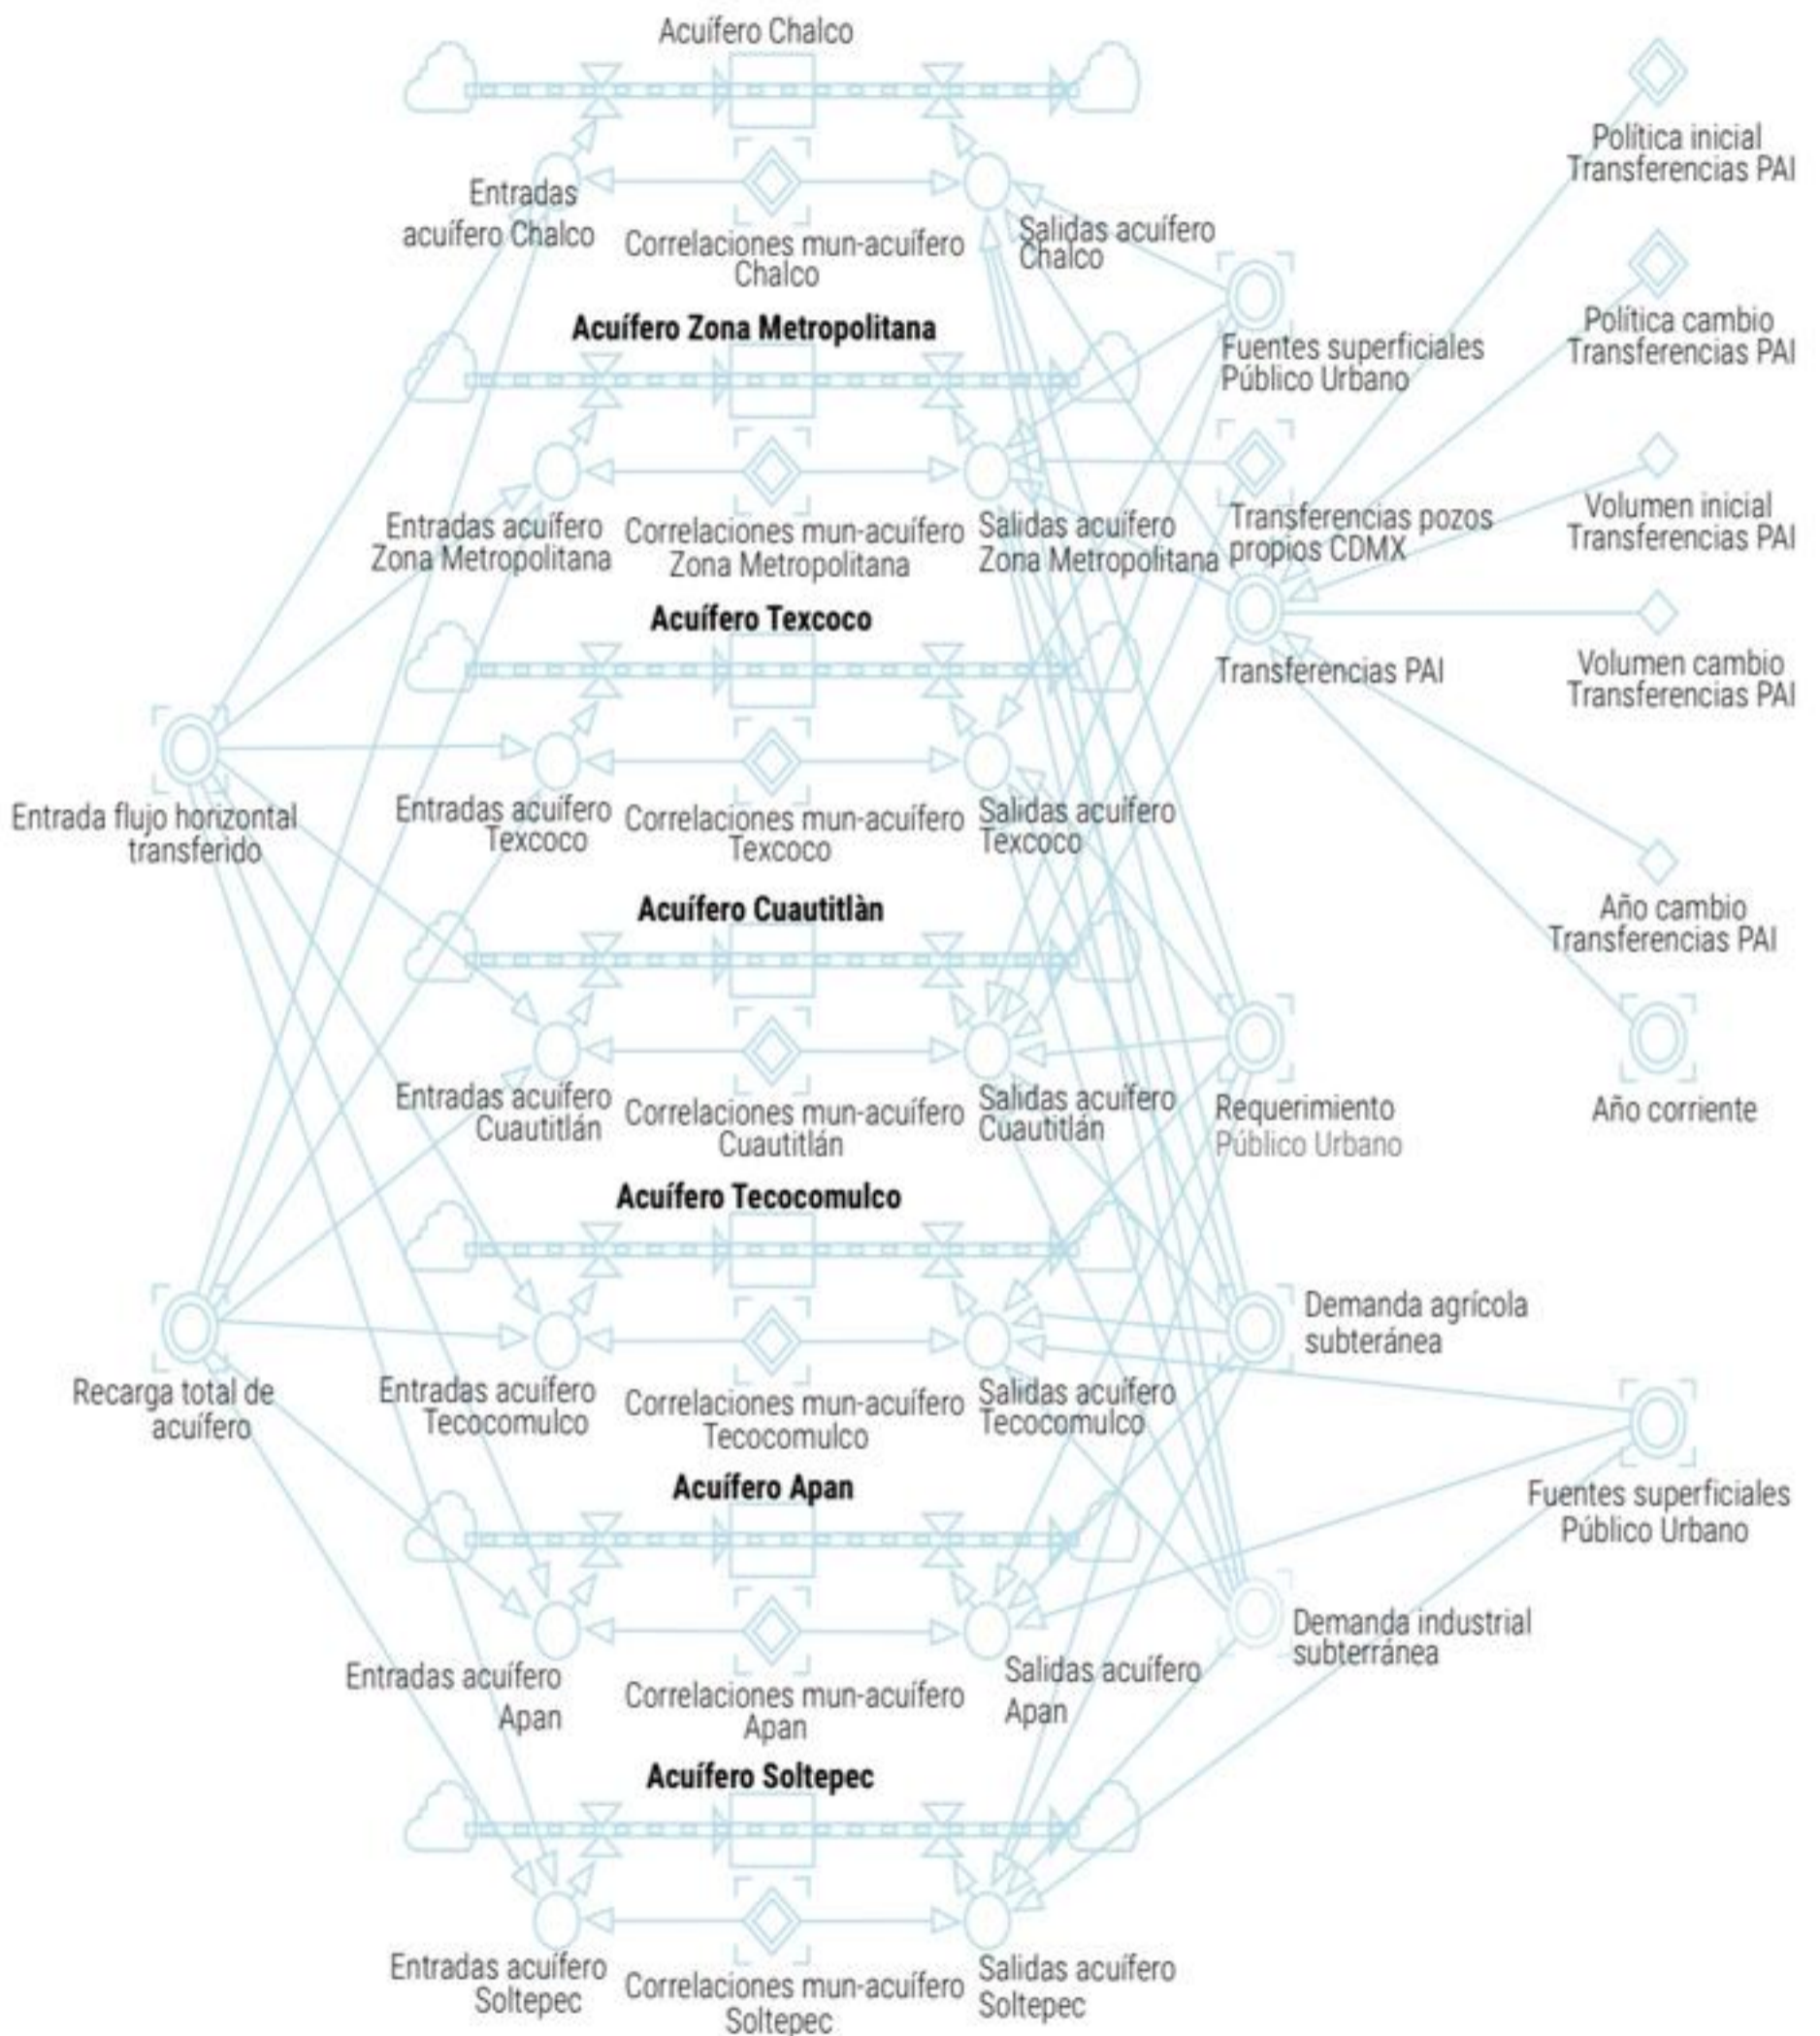 Acuífero Chalco
Política inicial
Transferencias PAI
Entradas
acuífero Chalco
Correlaciones mun-acuífero
Chalco
Salidas acuífero
Chalco
Política cambio
Transferencias PAI
Acuífero Zona Metropolitana
Fuentes superficiales
Público Urbano
Entradas acuífero
Zona Metropolitana
Correlaciones mun-acuífero
Zona Metropolitana
Salidas acuífero
Zona Metropolitana
Transferencias pozos
propios CDMX
Volumen inicial
Transferencias PAI
Acuífero Texcoco
Transferencias PAI
Volumen cambio
Transferencias PAI
Entrada flujo horizontal
transferido
Entradas acuífero
Texcoco
Correlaciones mun-acuífero
Texcoco
Salidas acuífero
Texcoco
Acuífero Cuautitlàn
Año cambio
Transferencias PAI
Entradas acuífero
Cuautitlán
Correlaciones mun-acuífero
Cuautitlán
Salidas acuífero
Cuautitlán
Requerimiento
Público Urbano
Año corriente
Acuífero Tecocomulco
Demanda agrícola
subteránea
Recarga total de
acuífero
Entradas acuífero
Tecocomulco
Correlaciones mun-acuífero
Tecocomulco
Salidas acuífero
Tecocomulco
Acuífero Apan
Fuentes superficiales
Público Urbano
Demanda industrial
subterránea
Entradas acuífero
Apan
Correlaciones mun-acuífero
Apan
Salidas acuífero
Apan
Acuífero Soltepec
Entradas acuífero
Soltepec
Correlaciones mun-acuífero
Soltepec
Salidas acuífero
Soltepec